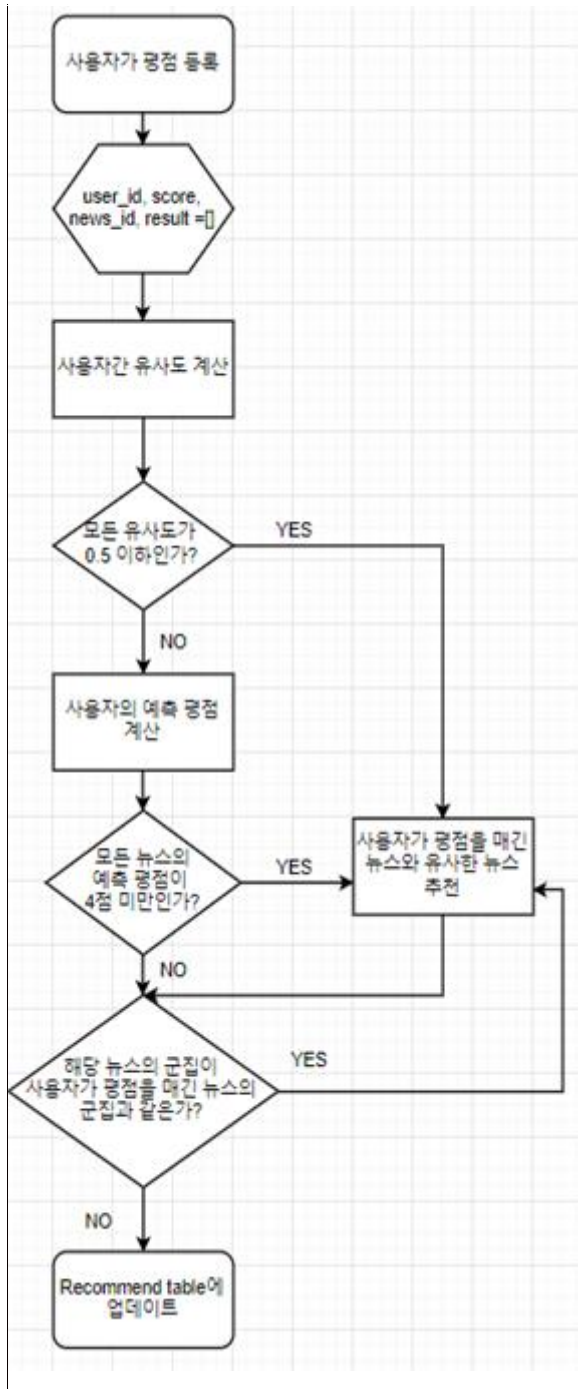 사용자가 평점 등록
user_id, score,
news_id, result =[]
사용자간 유사도 계산
모든 유사도가
0.5 이하인가?
YES
NO
사용자의 예측 평점
계산
모든 뉴스의
예측 평점이
4점 미만인가?
YES
사용자가 평점을 매긴
뉴스와 유사한 뉴스
추천
NO
해당 뉴스의 군집이
사용자가 평점을 매긴 뉴스의
군집과 같은가?
YES
NO
Recommend table에
업데이트